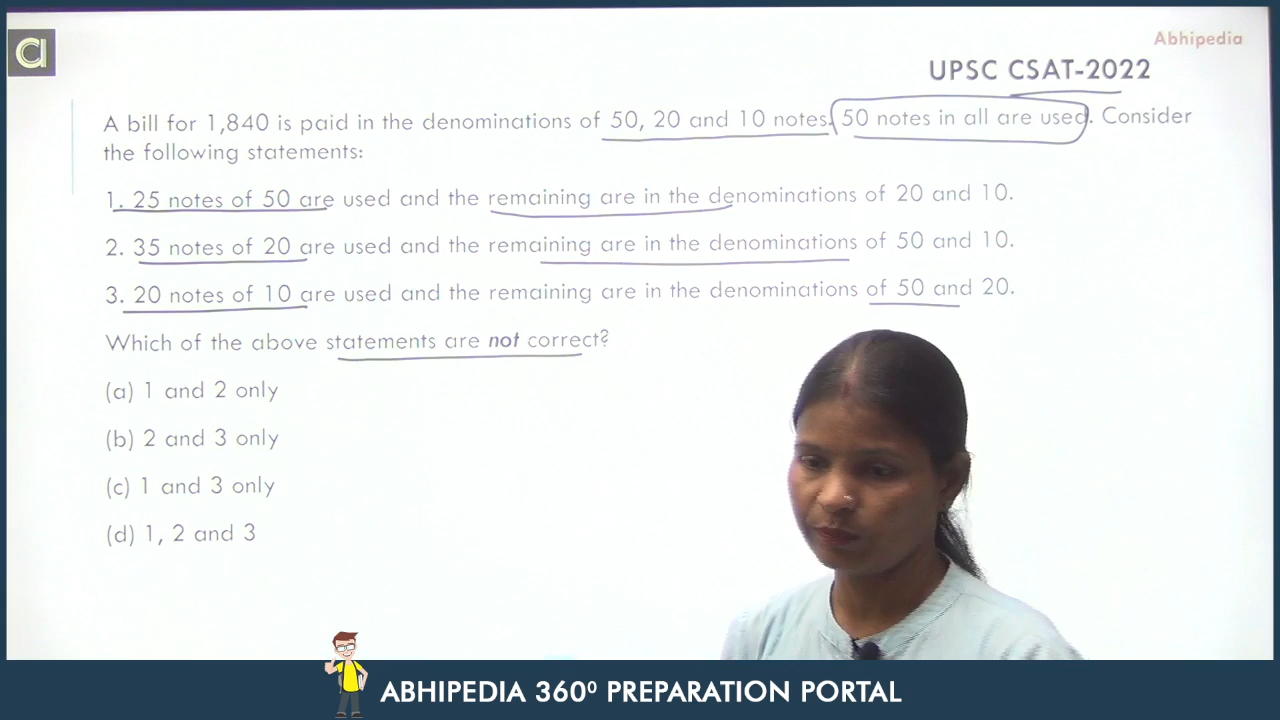 a
Abhipedia
UPSC CSAT-2022
A bill for 1,840 is paid in the denominations of 50, 20 and 10 notes. 50 notes in all are used. Consider
the following statements:
1. 25 notes of 50 are used and the remaining are in the denominations of 20 and 10.
2. 35 notes of 20 are used and the remaining are in the denominations of 50 and 10.
3. 20 notes of 10 are used and the remaining are in the denominations of 50 and 20.
Which of the above statements are not correct?
(a) 1 and 2 only
(b) 2 and 3 only
(c) 1 and 3 only
(d) 1, 2 and 3
ABHIPEDIA 360⁰ PREPARATION PORTAL